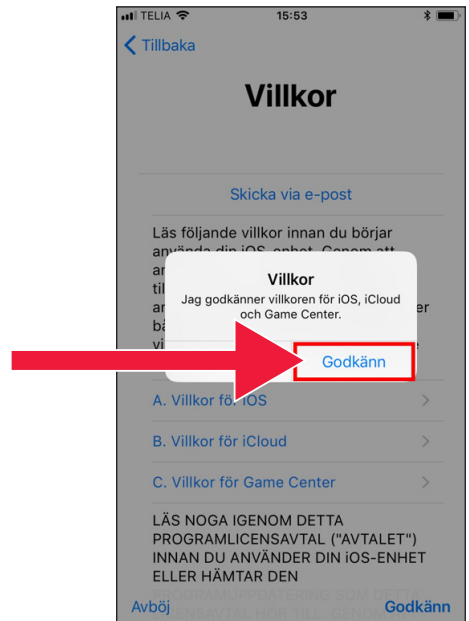 TELIA 15:53
Tillbaka
Villkor
Skicka via e-post
Läs följande villkor innan du börjar
använda din iOS-enhet. Genom att
Villkor
Jag godkänner villkoren för iOS, iCloud
och Game Center.
Godkänn
A. Villkor för iOS
B. Villkor för iCloud
C. Villkor för Game Center
LÄS NOGA IGENOM DETTA
PROGRAMLICENSAVTAL ("AVTALET")
INNAN DU ANVÄNDER DIN iOS-ENHET
ELLER HÄMTAR DEN
PROGRAMUPPDATERING SOM DETTA
Avböj Godkänn